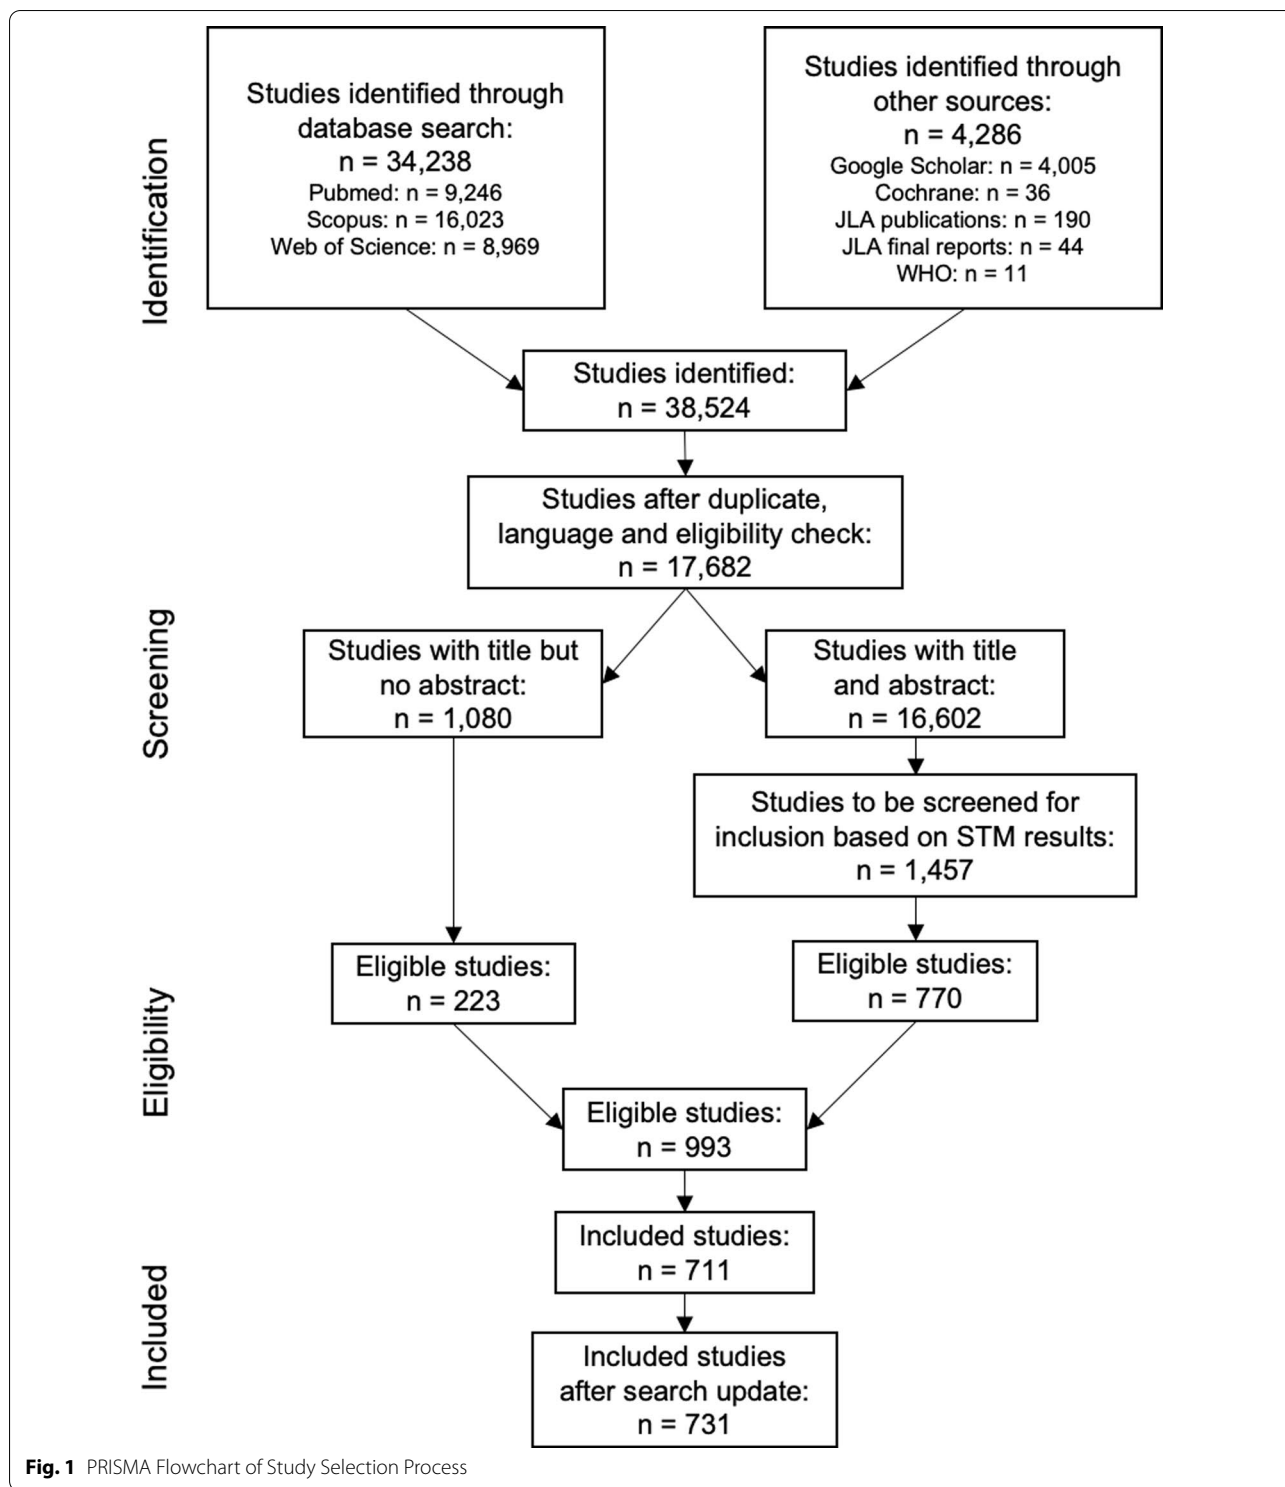 Identification
Studies identified through
database search:
n = 34,238
Pubmed: n = 9,246
Scopus: n = 16,023
Web of Science: n = 8,969
Studies identified through
other sources:
n = 4,286
Google Scholar: n = 4,005
Cochrane: n = 36
JLA publications: n = 190
JLA final reports: n = 44
WHO: n = 11
Studies identified:
n = 38,524
Studies after duplicate,
language and eligibility check:
n = 17,682
Screening
Studies with title but
no abstract:
n = 1,080
Studies with title
and abstract:
n = 16,602
Studies to be screened for
inclusion based on STM results:
n = 1,457
Eligibility
Eligible studies:
n = 223
Eligible studies:
n = 770
Eligible studies:
n = 993
Included
Included studies:
n = 711
Included studies
after search update:
n = 731
Fig. 1 PRISMA Flowchart of Study Selection Process